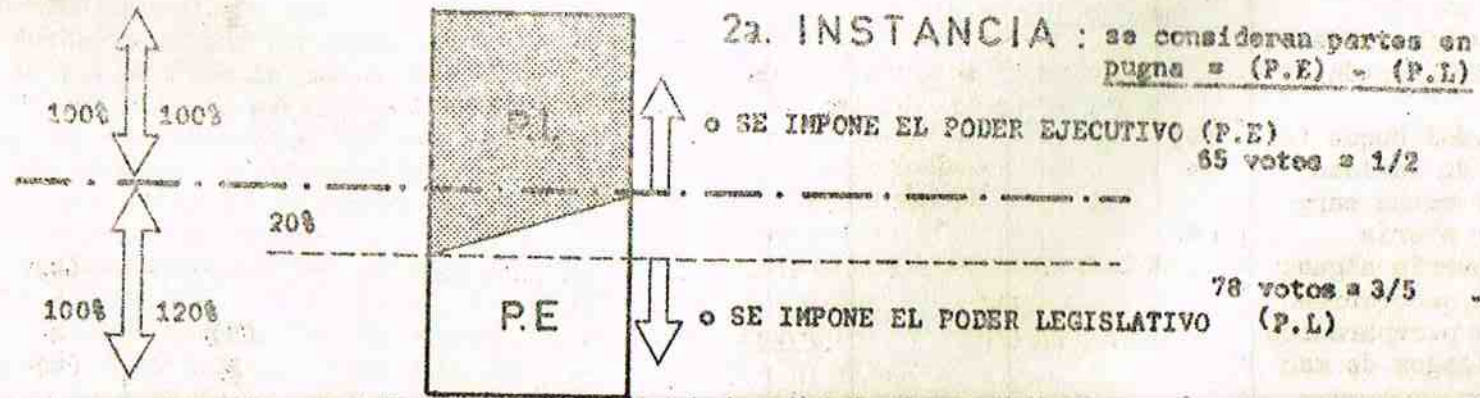 2a. INSTANCIA : se consideran partes en
pugna = (P.E) - (P.L)
100% 100%
P.L
o SE IMPONE EL PODER EJECUTIVO (P.E)
65 votos = 1/2
20%
78 votos = 3/5
100% 120%
P.E
o SE IMPONE EL PODER LEGISLATIVO (P.L)